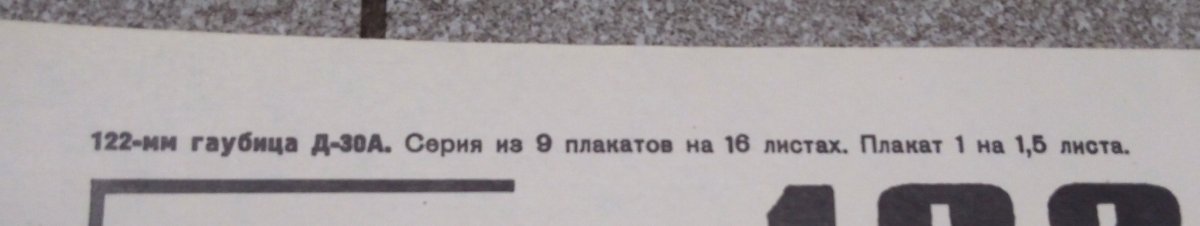 122-мм гаубица Д-30А. Серия из 9 плакатов на 16 листах. Плакат 1 на 1,5 листа.